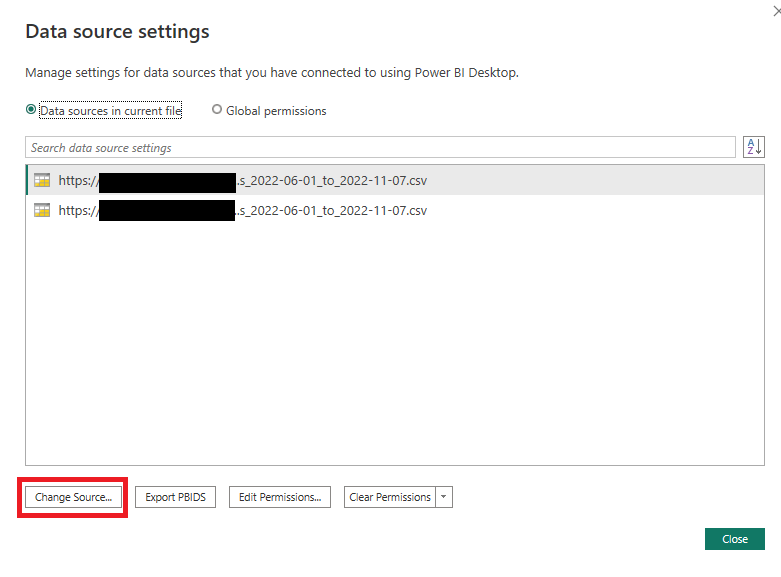 Data source settings
Manage settings for data sources that you have connected to using Power BI Desktop.
Data sources in current file Global permissions
Search data source settings
A
Z
https:/ .s_2022-06-01_to_2022-11-07.csv
https:/ ..s_2022-06-01_to_2022-11-07.csv
Change Source... Export PBIDS Edit Permissions... Clear Permissions
Close